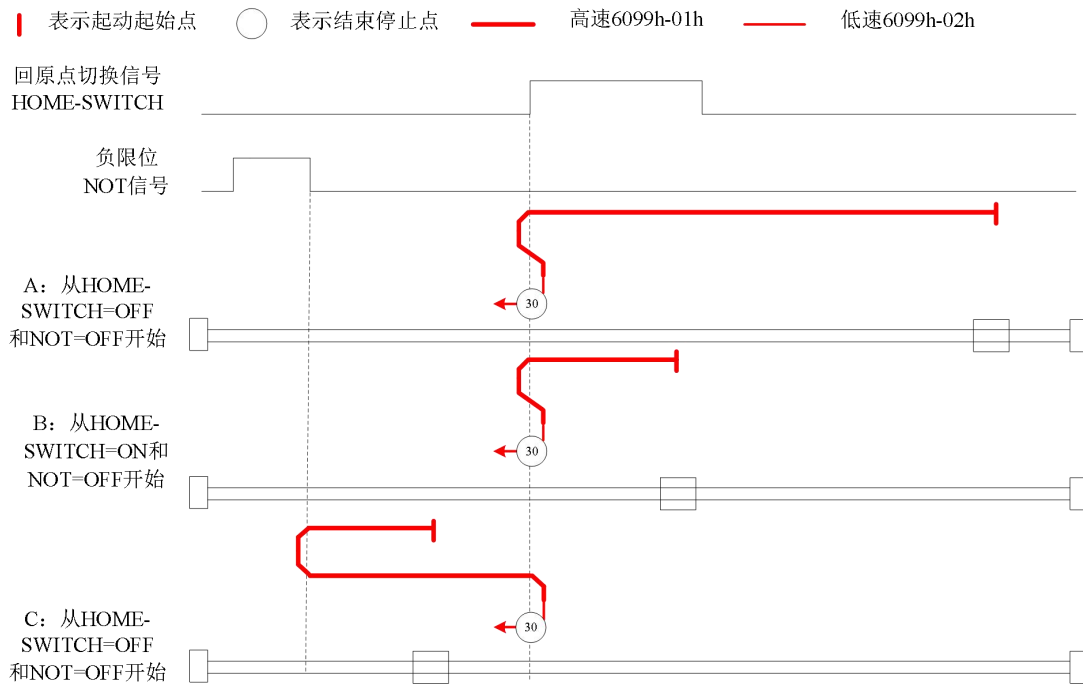 表示起动起始点
表示结束停止点
高速6099h-01h
低速6099h-02h
回原点切换信号
HOME-SWITCH
负限位
NOT信号
A：从HOME-
SWITCH=OFF
和NOT=OFF开始
30
B：从HOME-
SWITCH=ON和
NOT=OFF开始
30
C：从HOME-
SWITCH=OFF
和NOT=OFF开始
30